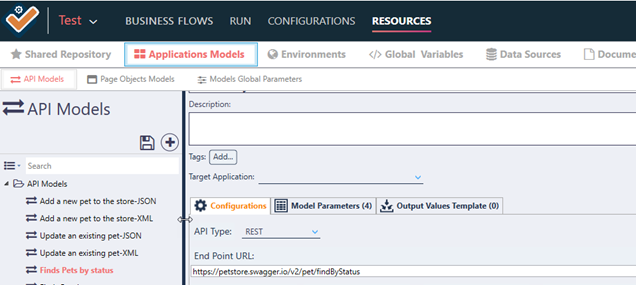 Test BUSINESS FLOWS RUN CONFIGURATIONS RESOURCES
Shared Repository Applications Models Environments </> Global Variables Data Sources
API Models Page Objects Models Models Global Parameters
API Models
Search
API Models
Add a new pet to the store-JSON
Add a new pet to the store-XML
Update an existing pet-JSON
Update an existing pet-XML
Finds Pets by status
Description:
Tags: Add...
Target Application:
Configurations Model Parameters (4) Output Values Template (0)
API Type: REST
End Point URL:
https://petstore.swagger.io/v2/pet/findByStatus